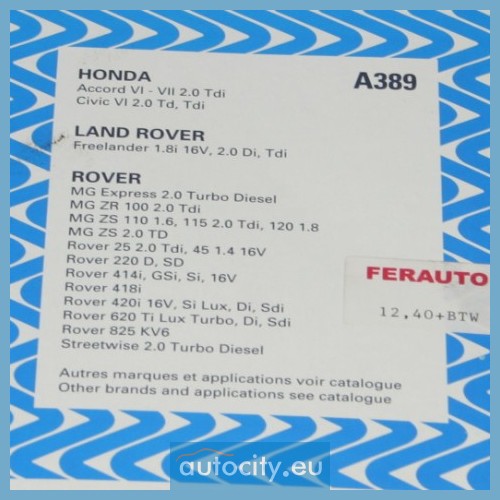 HONDA A389
Accord VI - VII 2.0 Tdi
Civic VI 2.0 Td, Tdi
LAND ROVER
Freelander 1.8i 16V, 2.0 Di, Tdi
ROVER
MG Express 2.0 Turbo Diesel
MG ZR 100 2.0 Tdi
MG ZS 110 1.6, 115 2.0 Tdi, 120 1.8
MG ZS 2.0 TD
Rover 25 2.0 Tdi, 45 1.4 16V
Rover 220 D, SD
Rover 414i, GSi, Si, 16V
Rover 418i
Rover 420i 16V, Si Lux, Di, Sdi
Rover 620 Ti Lux Turbo, Di, Sdi
Rover 825 KV6
Streetwise 2.0 Turbo Diesel
FERAUTO
12,40+BTW
Autres marques et applications voir catalogue
Other brands and applications see catalogue
autocity.eu